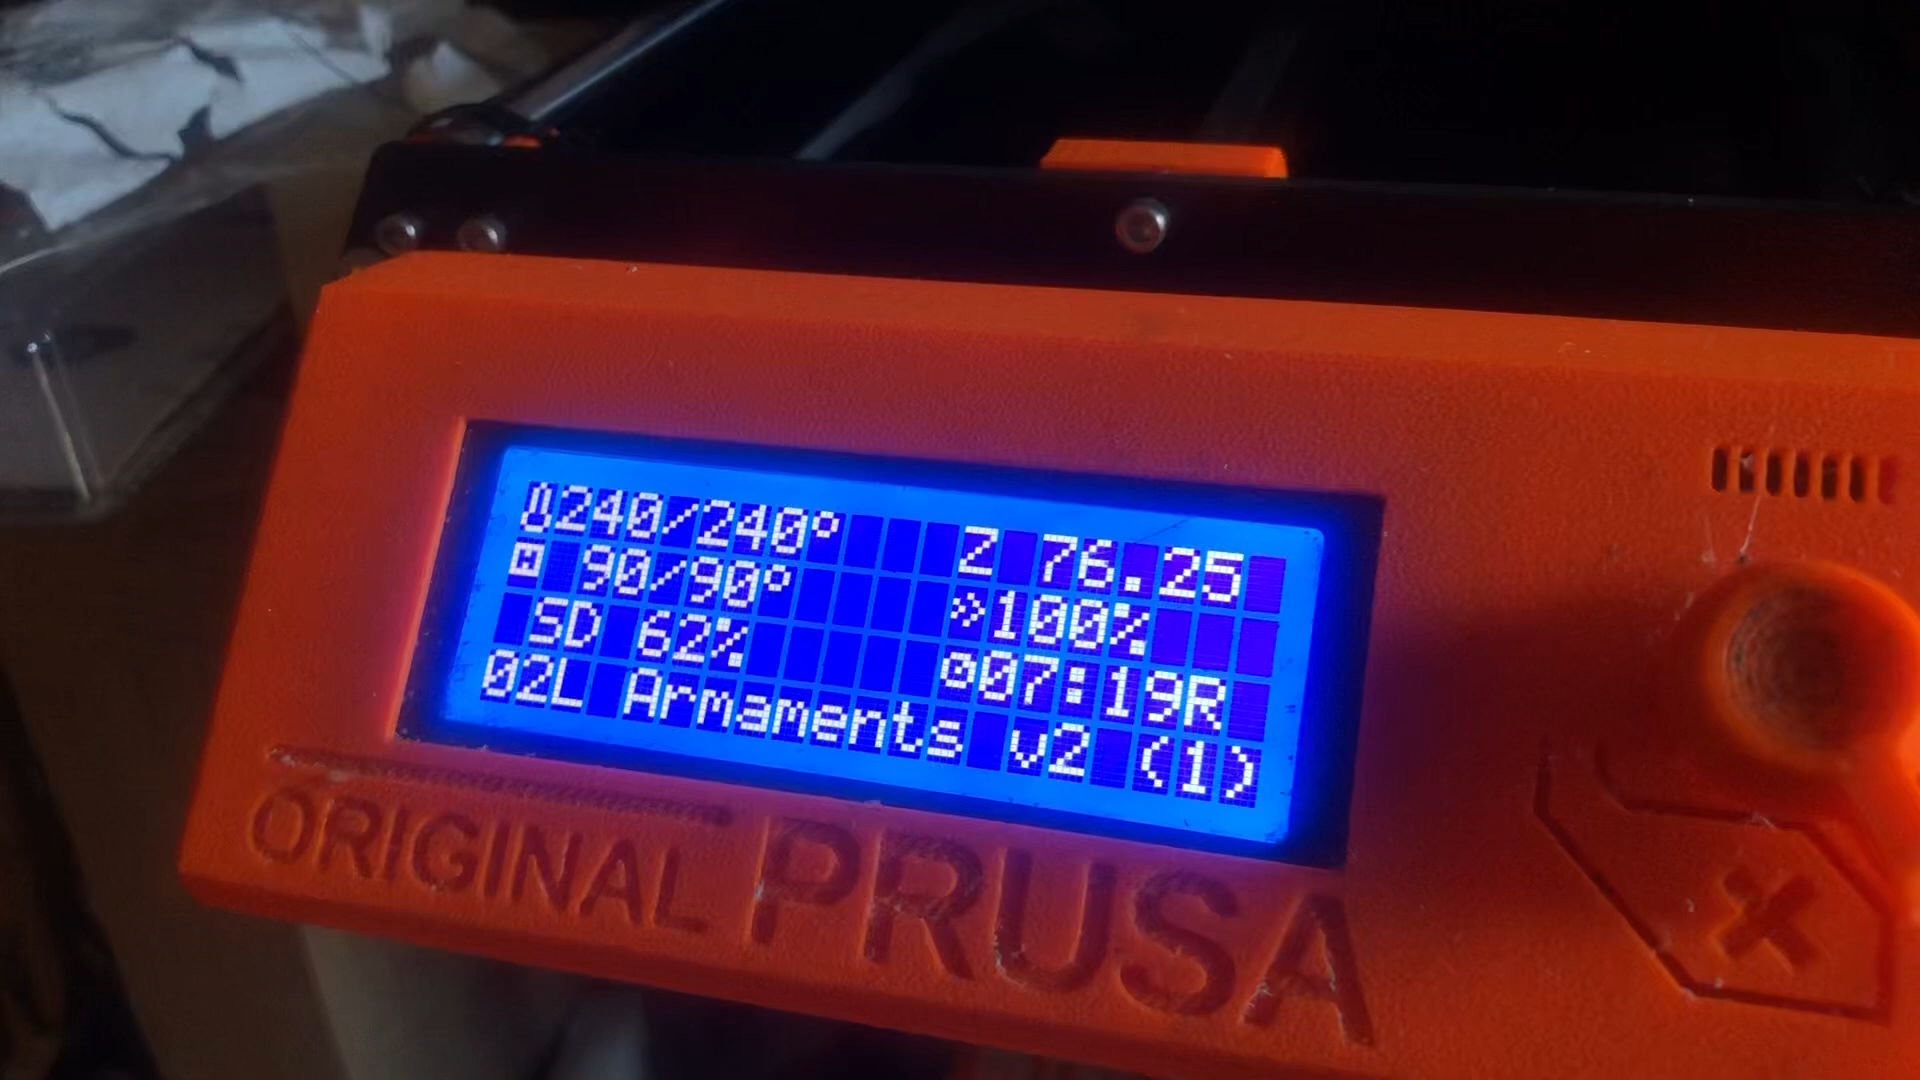 240/240° Z 76.25
90/90° »100%
SD 62% 07:19R
02L Armaments v2 (1)
ORIGINAL PRUSA